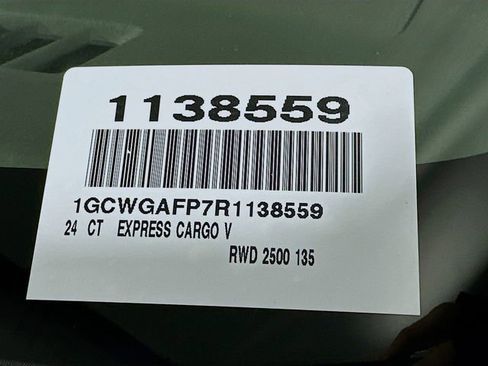 1138559
1GCWGAFP7R1138559
24 CT EXPRESS CARGO V
RWD 2500 135